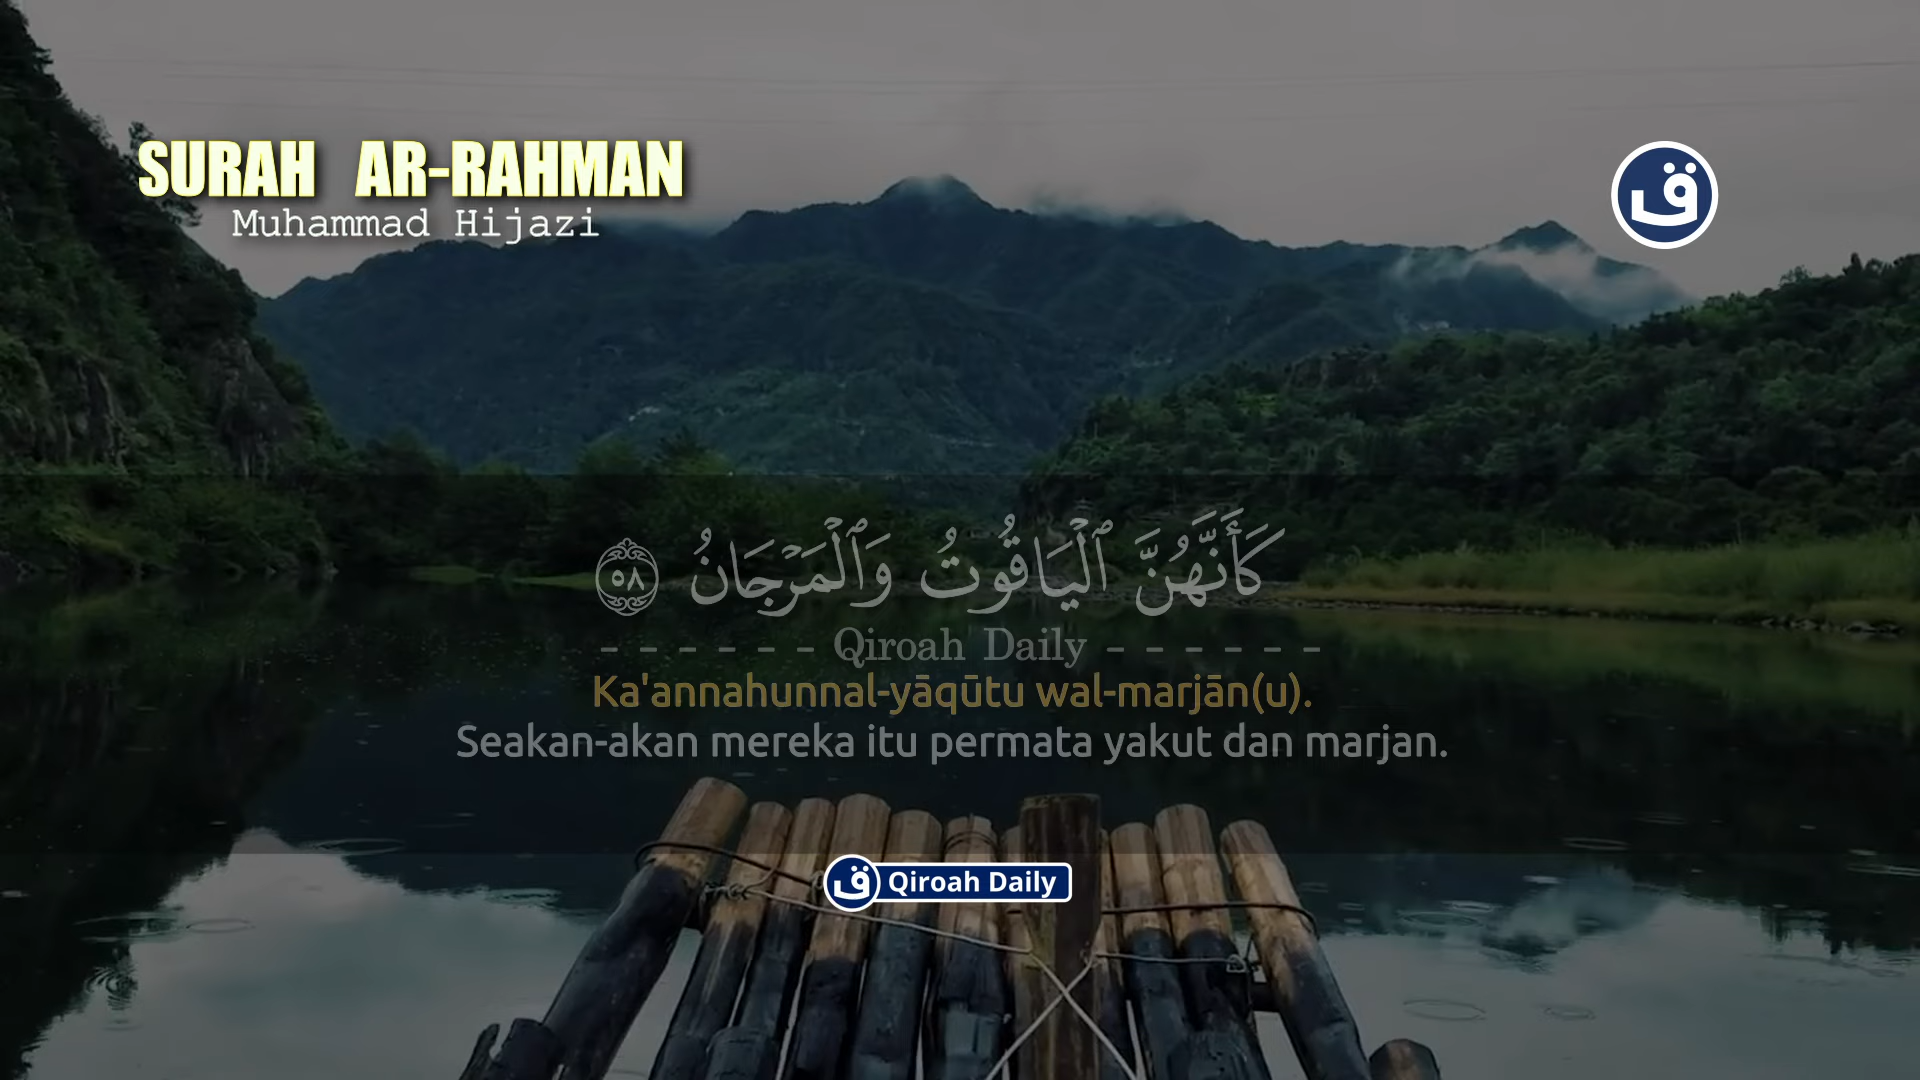 SURAH AR-RAHMAN
Muhammad Hijazi
ق
كَأَنَّهُنَّ ٱلْيَاقُوتُ وَٱلْمَرْجَانُ ٥٨
- - - - - - Qiroah Daily - - - - - -
Ka'annahunnal-yāqūtu wal-marjān(u).
Seakan-akan mereka itu permata yakut dan marjan.
ق Qiroah Daily